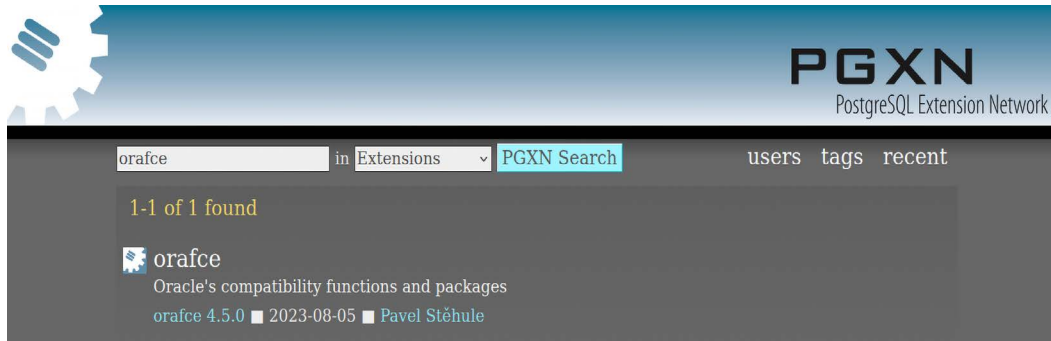 PGXN
PostgreSQL Extension Network
orafce in Extensions PGXN Search users tags recent
1-1 of 1 found
orafce
Oracle's compatibility functions and packages
orafce 4.5.0 ■ 2023-08-05 ■ Pavel Stěhule